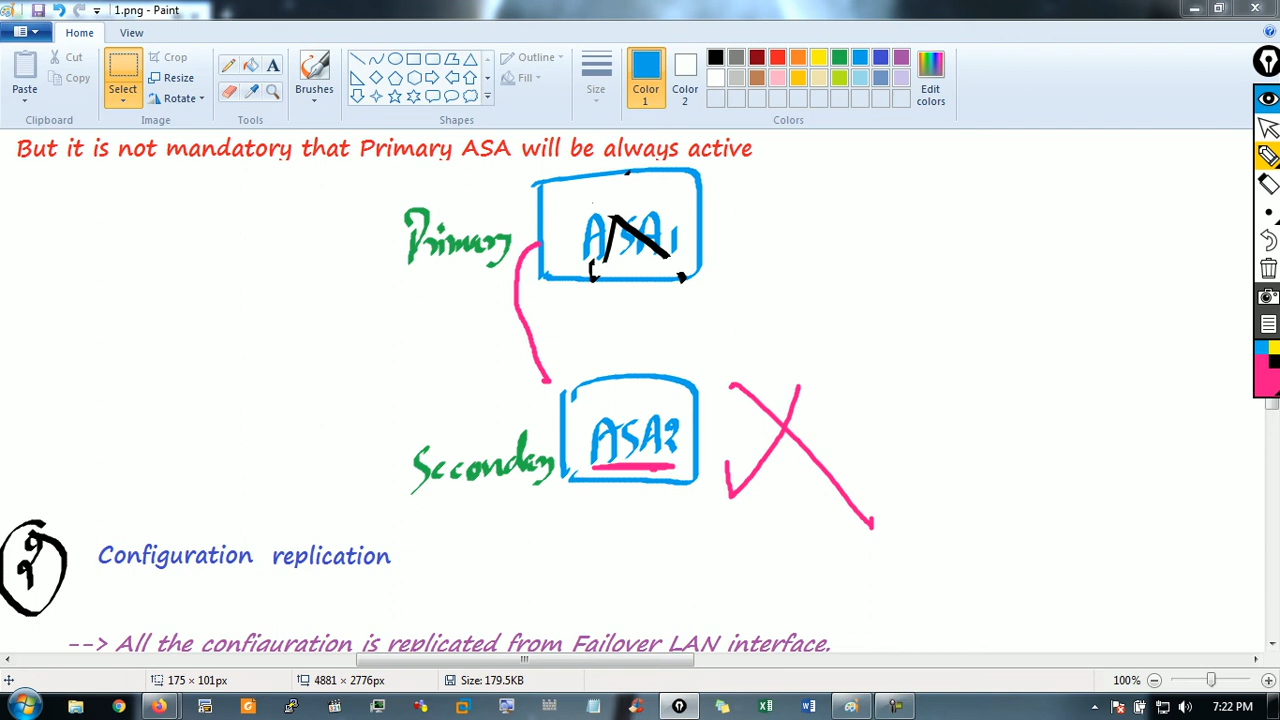 1.png - Paint
Home View
Paste Cut Copy Clipboard
Select Crop Resize Rotate Image
Tools
Brushes
Outline Fill Shapes
Size
Color 1 Color 2 Edit colors Colors
But it is not mandatory that Primary ASA will be always active
Primary ASA1
Secondary ASA2
Configuration replication
--> All the configuration is replicated from Failover LAN interface.
175 × 101px 4881 × 2776px Size: 179.5KB 100%
7:22 PM